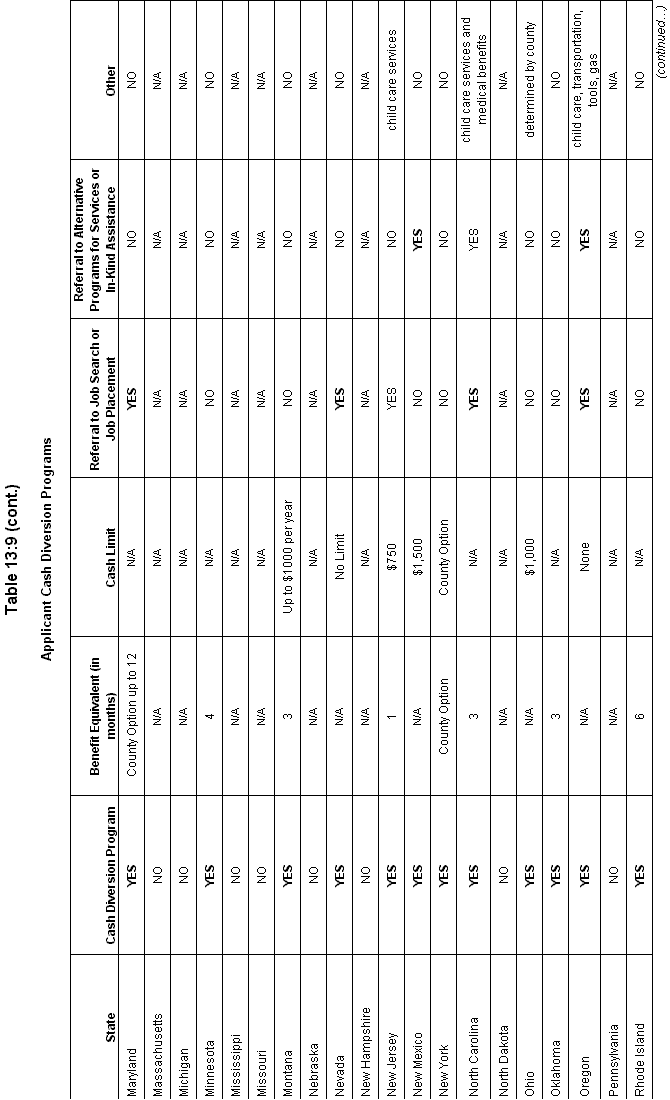 Table 13:9 (cont.)
Applicant Cash Diversion Programs
State | Cash Diversion Program | Benefit Equivalent (in months) | Cash Limit | Referral to Job Search or Job Placement | Referral to Alternative Programs for Services or In-Kind Assistance | Other
Maryland | YES | County Option up to 12 | N/A | YES | NO | NO
Massachusetts | NO | N/A | N/A | N/A | N/A | N/A
Michigan | NO | N/A | N/A | N/A | N/A | N/A
Minnesota | YES | 4 | N/A | NO | NO | NO
Mississippi | NO | N/A | N/A | N/A | N/A | N/A
Missouri | NO | N/A | N/A | N/A | N/A | N/A
Montana | YES | 3 | Up to $1000 per year | NO | NO | NO
Nebraska | NO | N/A | N/A | N/A | N/A | N/A
Nevada | YES | N/A | No Limit | YES | NO | NO
New Hampshire | NO | N/A | N/A | N/A | N/A | N/A
New Jersey | YES | 1 | $750 | YES | NO | child care services
New Mexico | YES | N/A | $1,500 | NO | YES | NO
New York | YES | County Option | County Option | NO | NO | NO
North Carolina | YES | 3 | N/A | YES | YES | child care services and medical benefits
North Dakota | NO | N/A | N/A | N/A | N/A | N/A
Ohio | YES | N/A | $1,000 | NO | NO | determined by county
Oklahoma | YES | 3 | N/A | NO | NO | NO
Oregon | YES | N/A | None | YES | YES | child care, transportation, tools, gas
Pennsylvania | NO | N/A | N/A | N/A | N/A | N/A
Rhode Island | YES | 6 | N/A | NO | NO | NO
(continued...)